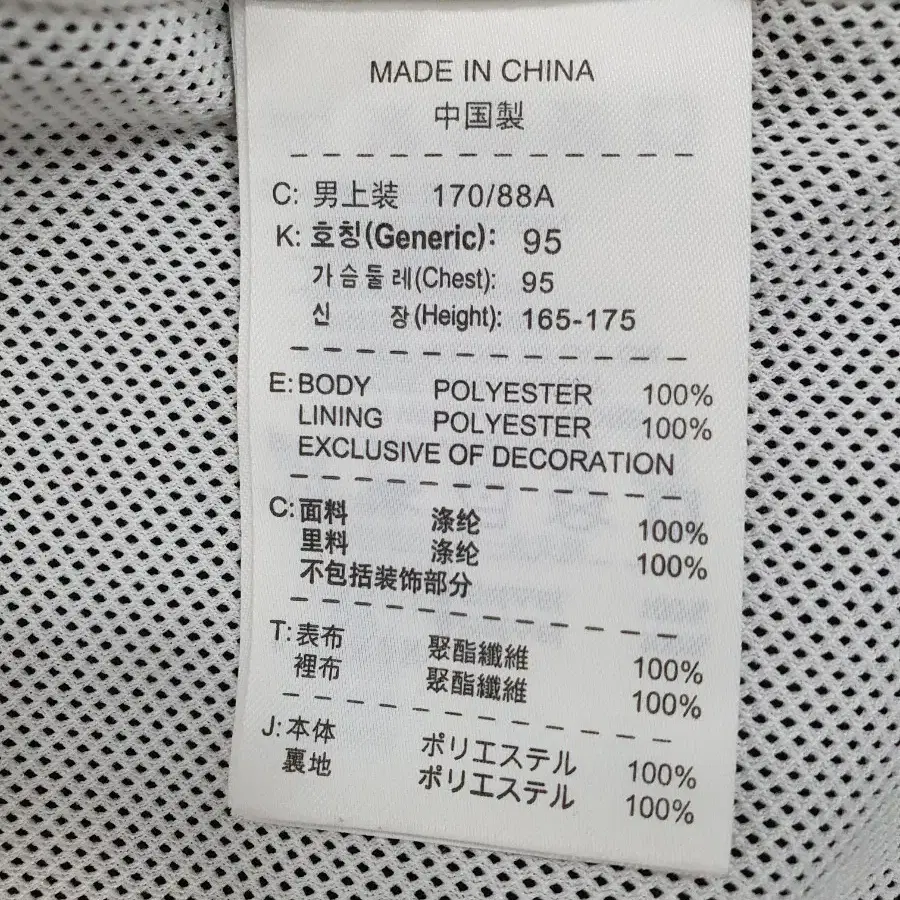 MADE IN CHINA
中国製
C: 男上装 170/88A
K: 호칭(Generic): 95
가슴둘레(Chest): 95
신 장(Height): 165-175
E: BODY POLYESTER 100%
LINING POLYESTER 100%
EXCLUSIVE OF DECORATION
C: 面料 涤纶 100%
里料 涤纶 100%
不包括装饰部分
T: 表布 聚酯纖維 100%
裡布 聚酯纖維 100%
J: 本体 ポリエステル 100%
裏地 ポリエステル 100%